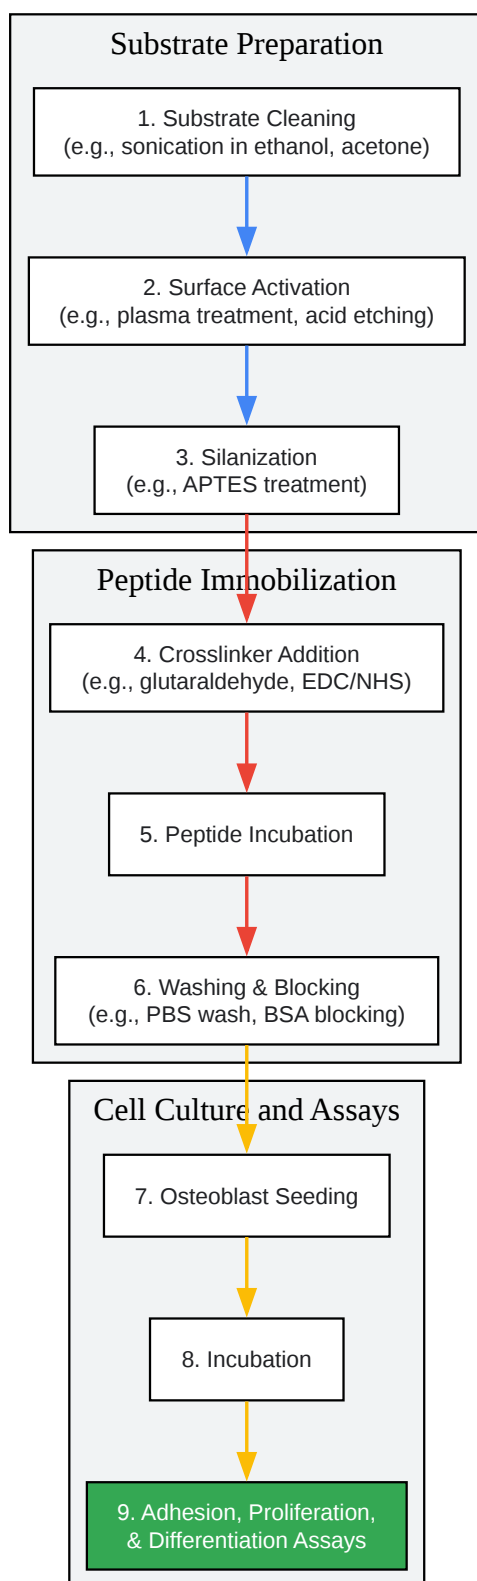 Substrate Preparation
1. Substrate Cleaning
(e.g., sonication in ethanol, acetone)
2. Surface Activation
(e.g., plasma treatment, acid etching)
3. Silanization
(e.g., APTES treatment)
Peptide Immobilization
4. Crosslinker Addition
(e.g., glutaraldehyde, EDC/NHS)
5. Peptide Incubation
6. Washing & Blocking
(e.g., PBS wash, BSA blocking)
Cell Culture and Assays
7. Osteoblast Seeding
8. Incubation
9. Adhesion, Proliferation,
& Differentiation Assays